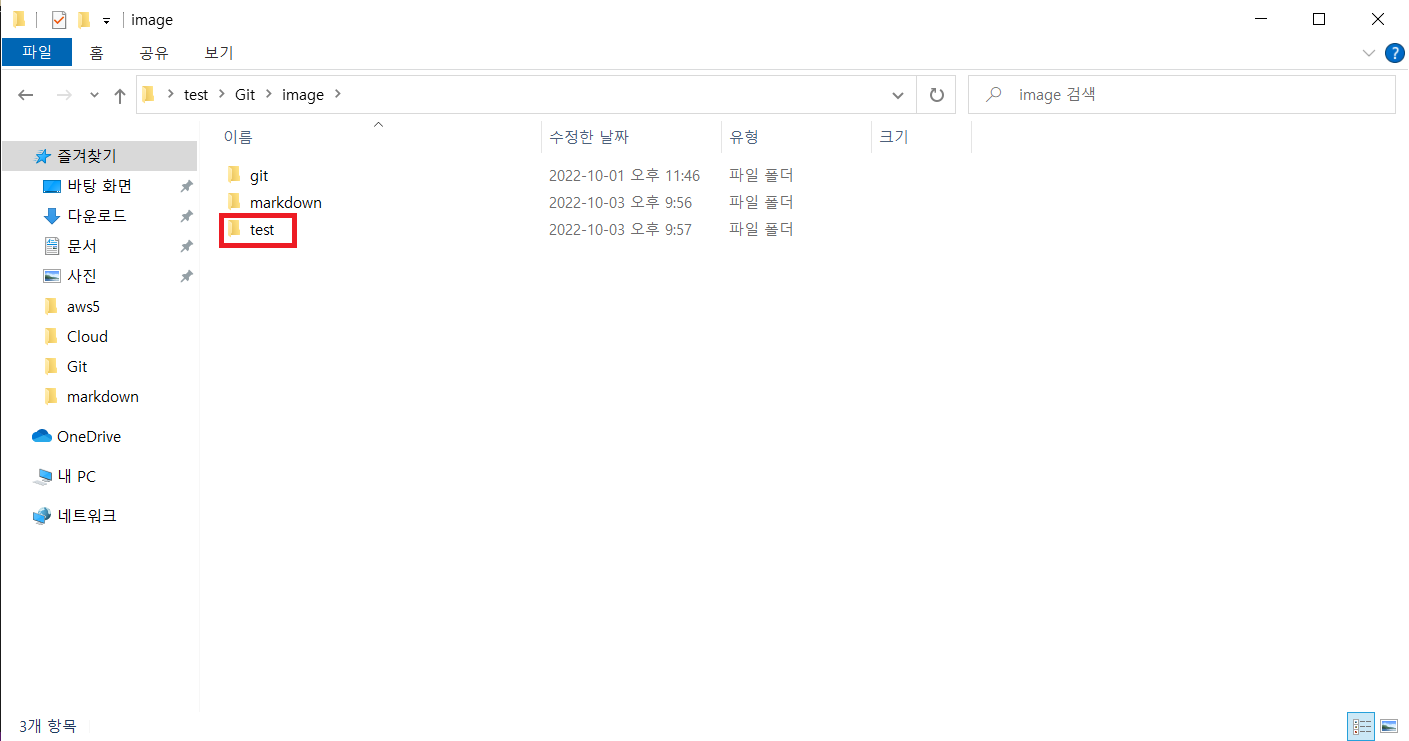 image
파일 홈 공유 보기
test Git image
image 검색
이름 수정한 날짜 유형 크기
즐겨찾기
바탕 화면
다운로드
문서
사진
aws5
Cloud
Git
markdown
OneDrive
내 PC
네트워크
git 2022-10-01 오후 11:46 파일 폴더
markdown 2022-10-03 오후 9:56 파일 폴더
test 2022-10-03 오후 9:57 파일 폴더
3개 항목